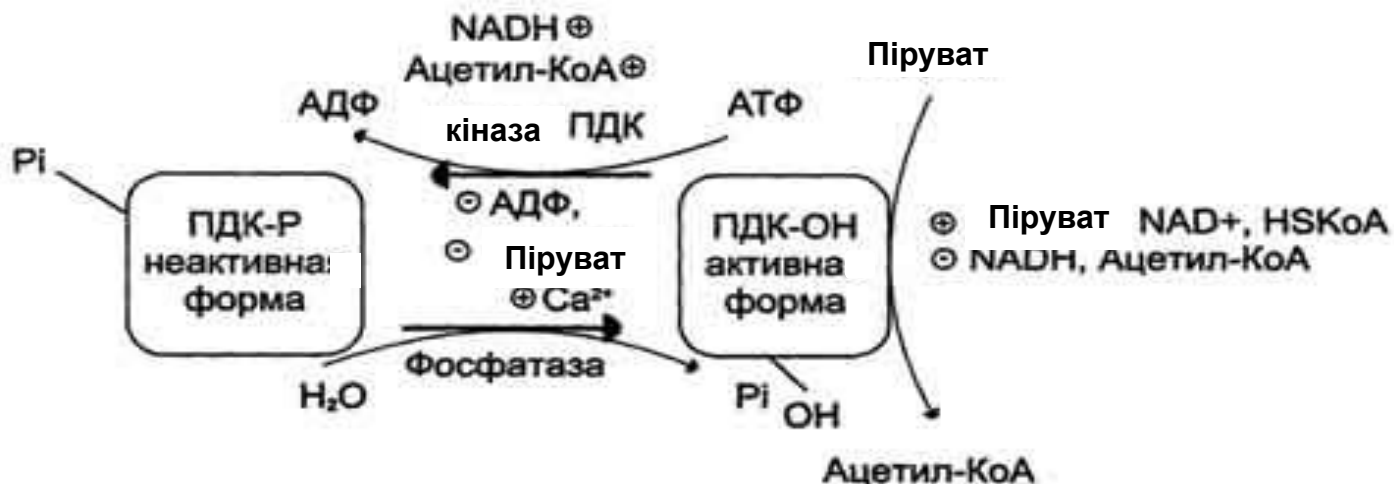 NADH ⊕
Ацетил-КоА ⊕
Піруват
АДФ
кіназа ПДК
АТФ
Pi
ПДК-Р
неактивна
форма
⊖ АДФ,
⊖ Піруват
⊕ Ca²⁺
ПДК-ОН
активна
форма
⊕ Піруват NAD+, HSKoA
⊖ NADH, Ацетил-КоА
Фосфатаза
H₂O
Pi
OH
Ацетил-КоА